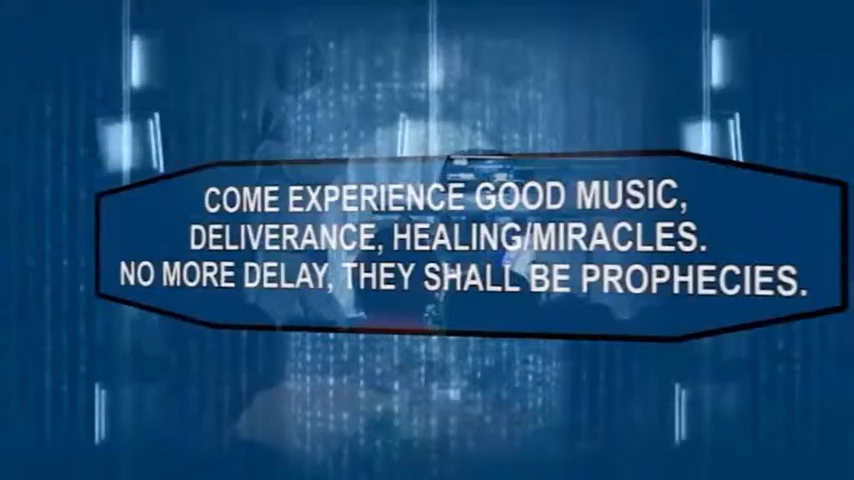 COME EXPERIENCE GOOD MUSIC,
DELIVERANCE, HEALING/MIRACLES.
NO MORE DELAY, THEY SHALL BE PROPHECIES.